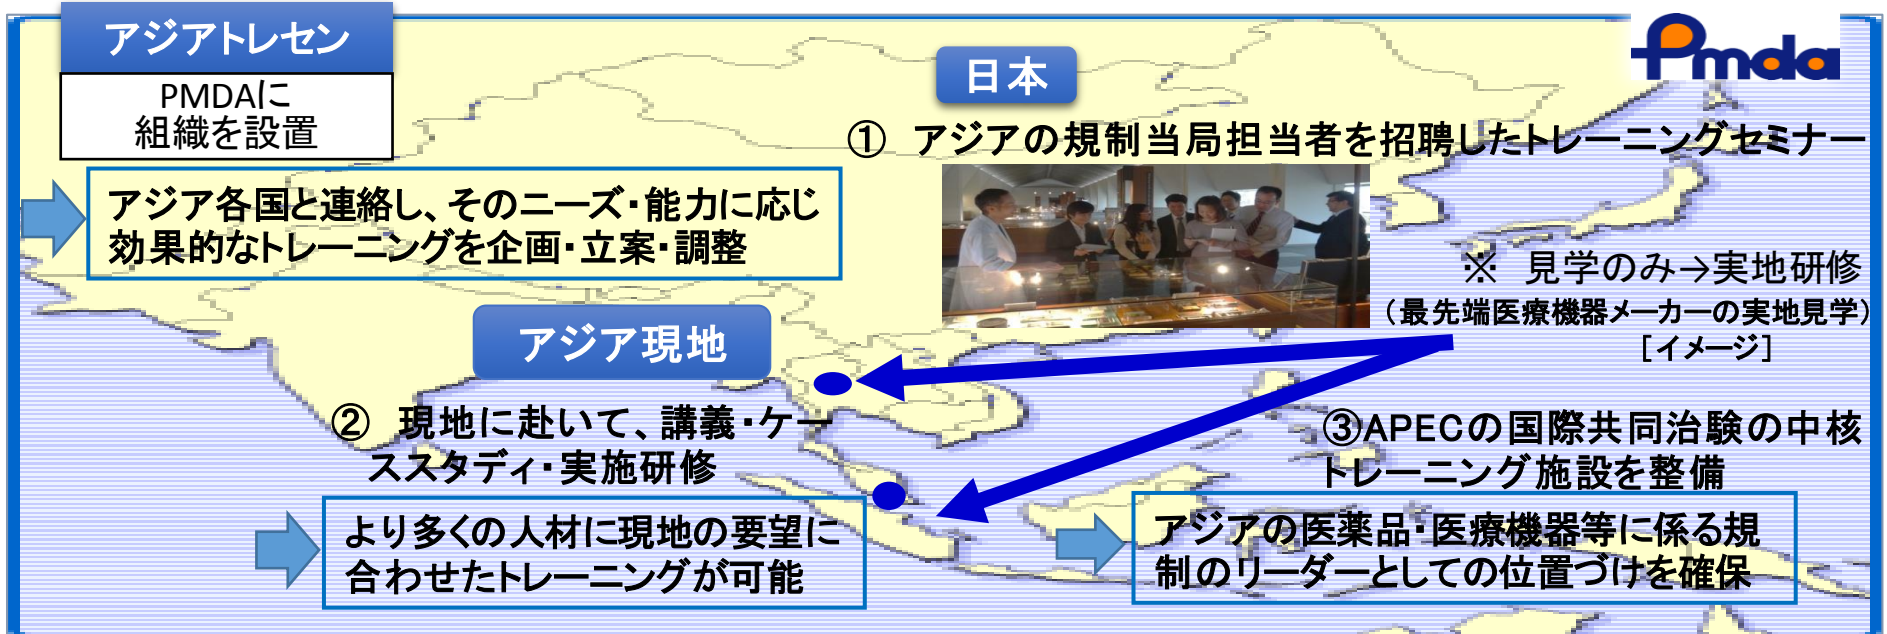 アジアトレセン
PMDAに
組織を設置
アジア各国と連絡し、そのニーズ・能力に応じ
効果的なトレーニングを企画・立案・調整
日本
Pmda
① アジアの規制当局担当者を招聘したトレーニングセミナー
※ 見学のみ→実地研修
（最先端医療機器メーカーの実地見学）
［イメージ］
アジア現地
② 現地に赴いて、講義・ケー
ススタディ・実施研修
より多くの人材に現地の要望に
合わせたトレーニングが可能
③APECの国際共同治験の中核
トレーニング施設を整備
アジアの医薬品・医療機器等に係る規
制のリーダーとしての位置づけを確保